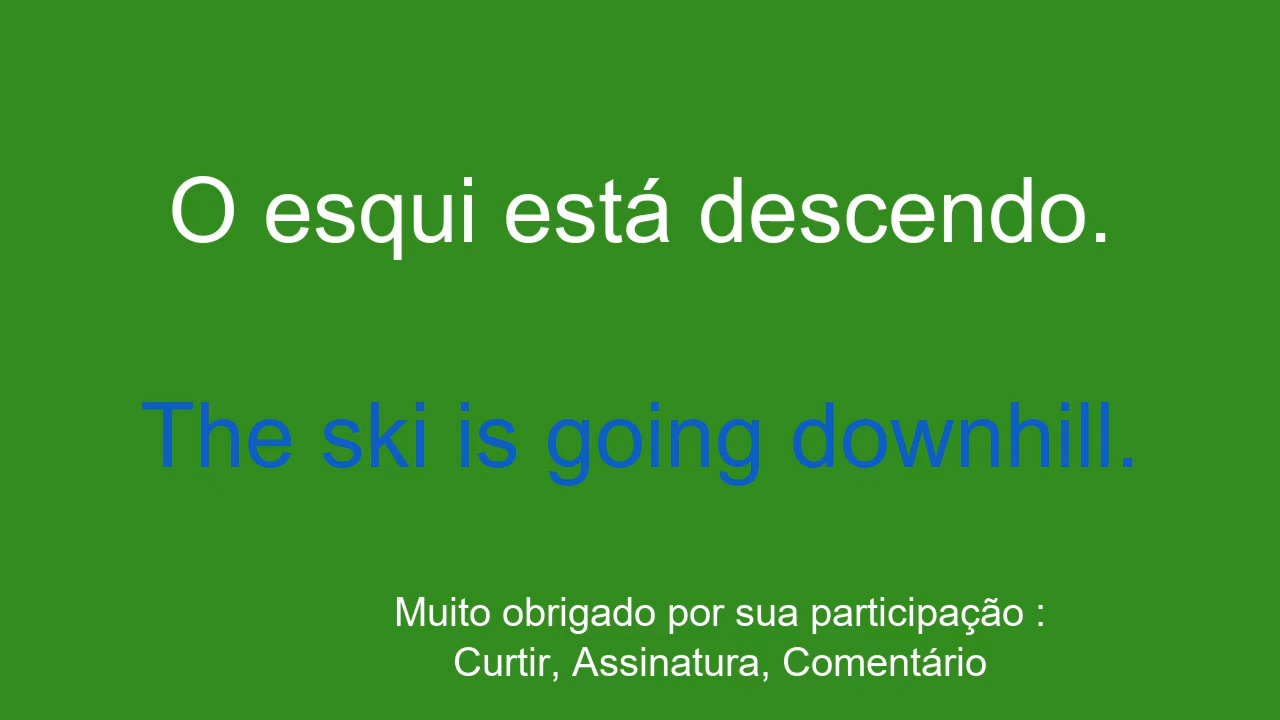 O esqui está descendo.
The ski is going downhill.
Muito obrigado por sua participação :
Curtir, Assinatura, Comentário